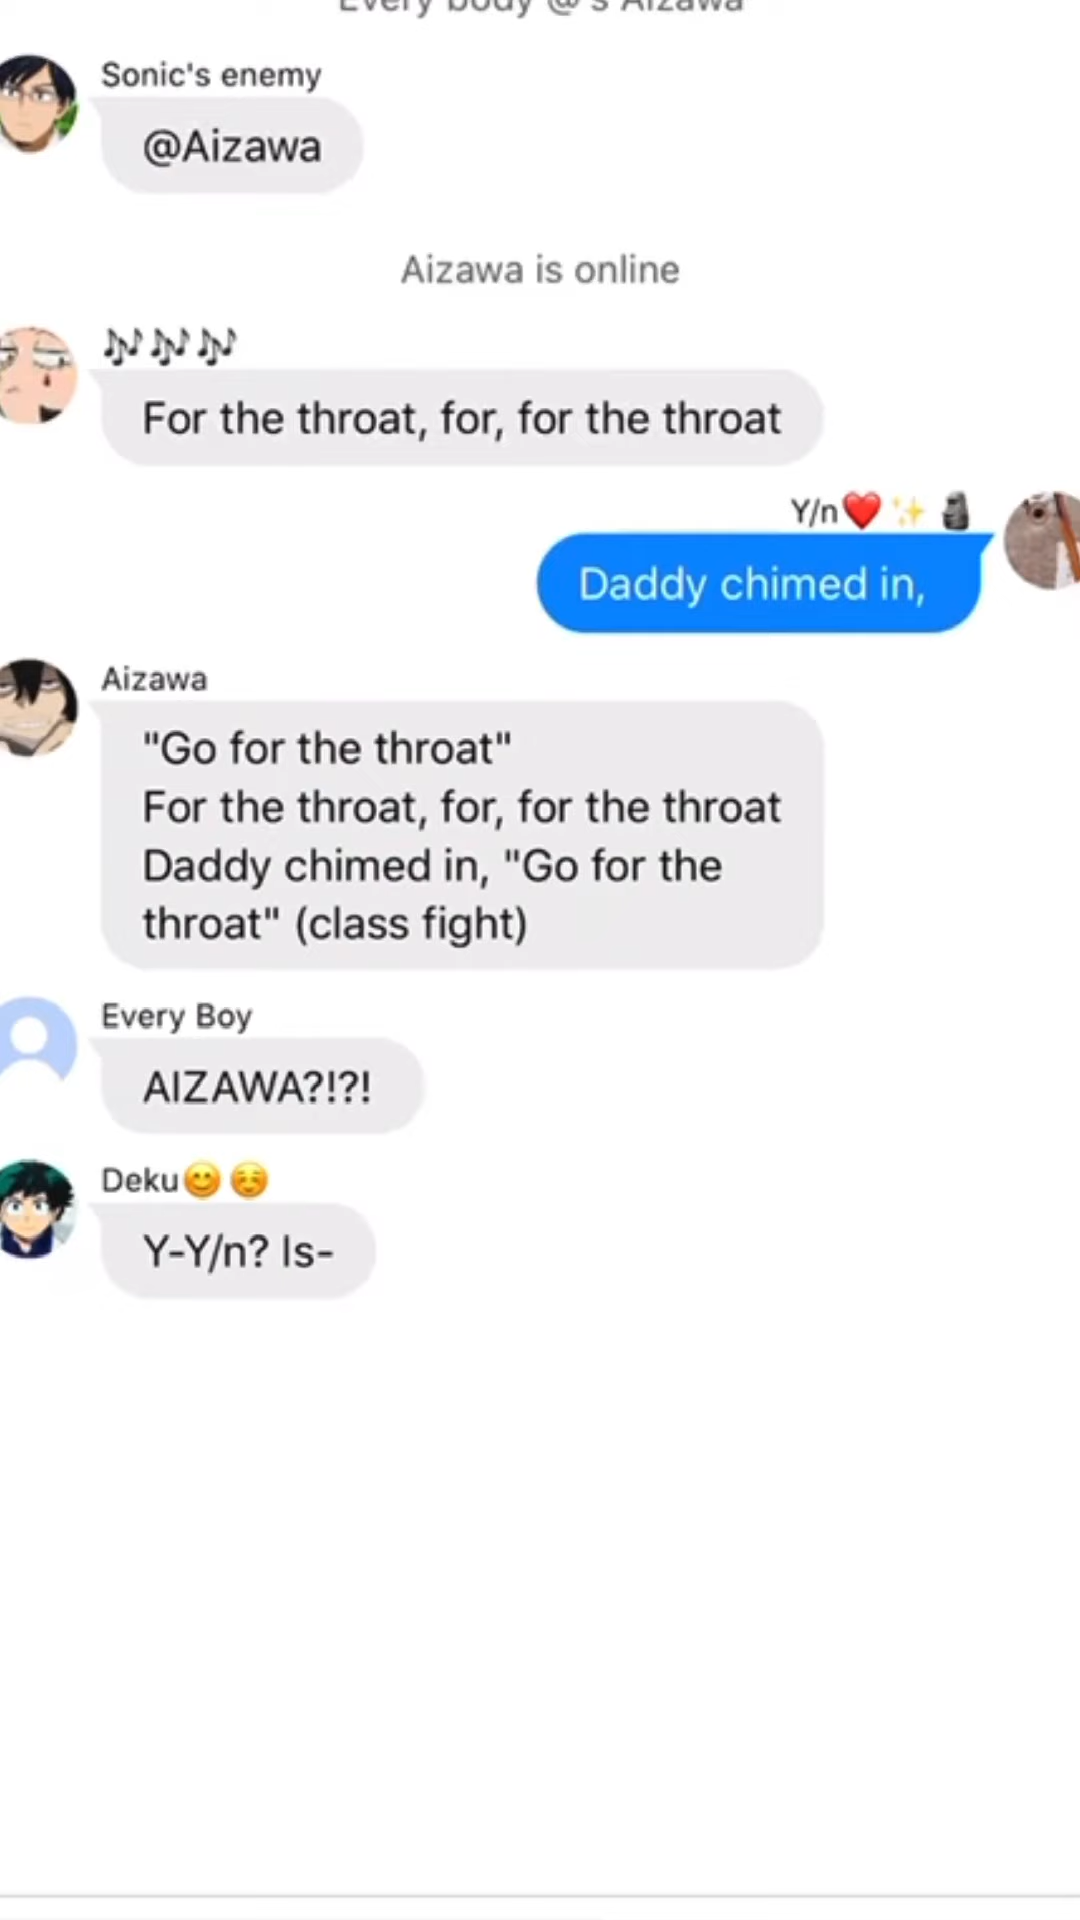 Every body @'s Aizawa
Sonic's enemy
@Aizawa
Aizawa is online
🎶🎶🎶
For the throat, for, for the throat
Y/n❤️✨🗿
Daddy chimed in,
Aizawa
"Go for the throat"
For the throat, for, for the throat
Daddy chimed in, "Go for the
throat" (class fight)
Every Boy
AIZAWA?!?!
Deku😊☺️
Y-Y/n? Is-